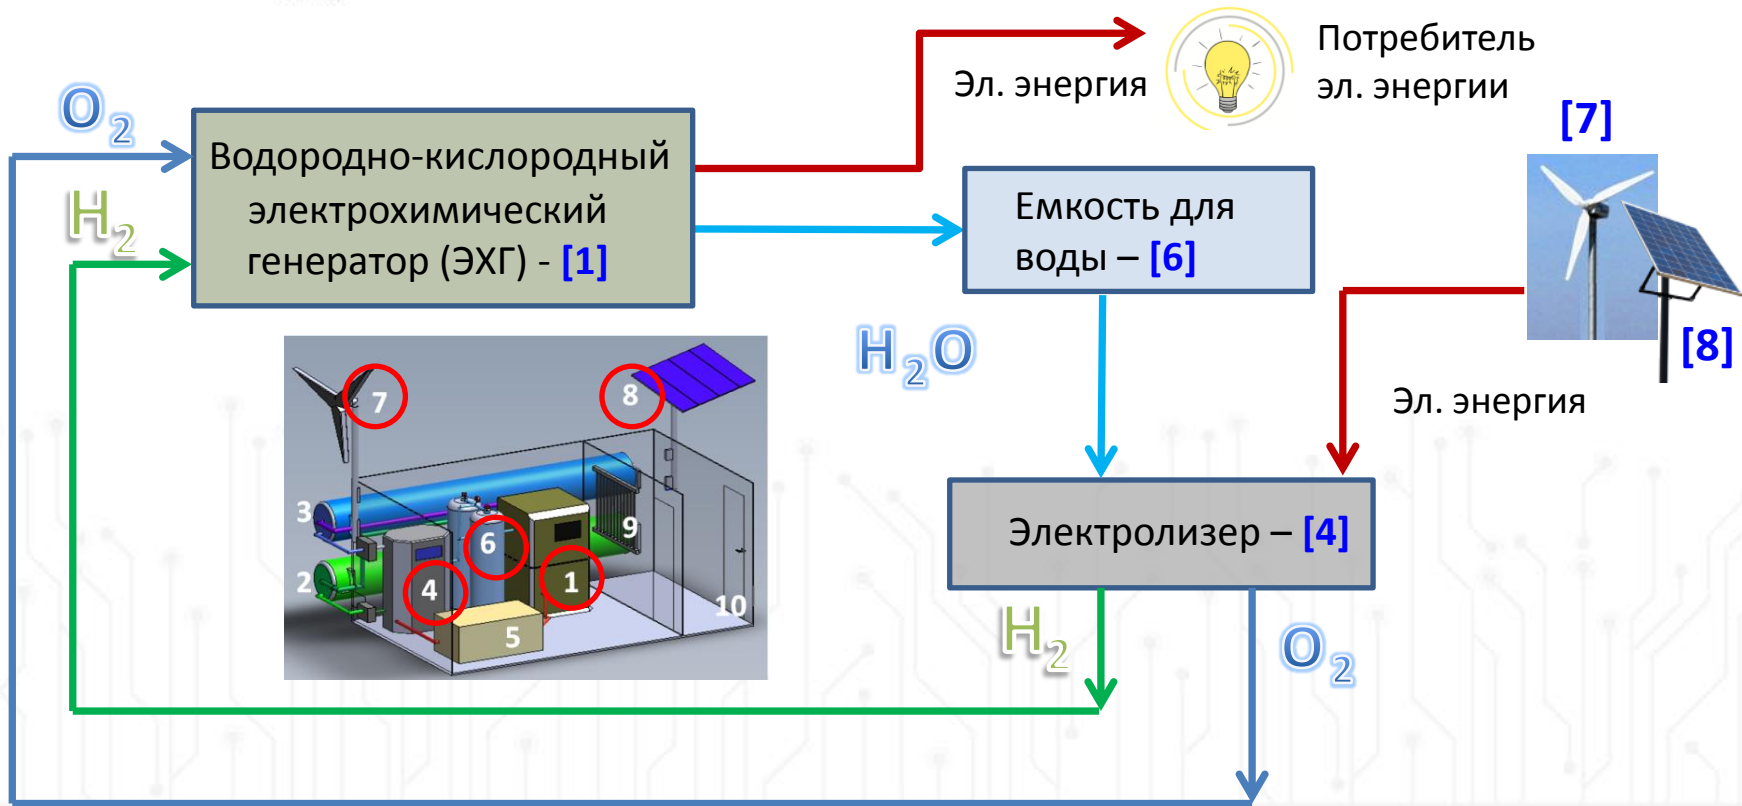 Эл. энергия
Потребитель
эл. энергии
O2
H2
Водородно-кислородный
электрохимический
генератор (ЭХГ) - [1]
Емкость для
воды – [6]
[7]
[8]
H2O
Эл. энергия
Электролизер – [4]
H2
O2
7
8
3
6
9
2
4
1
10
5